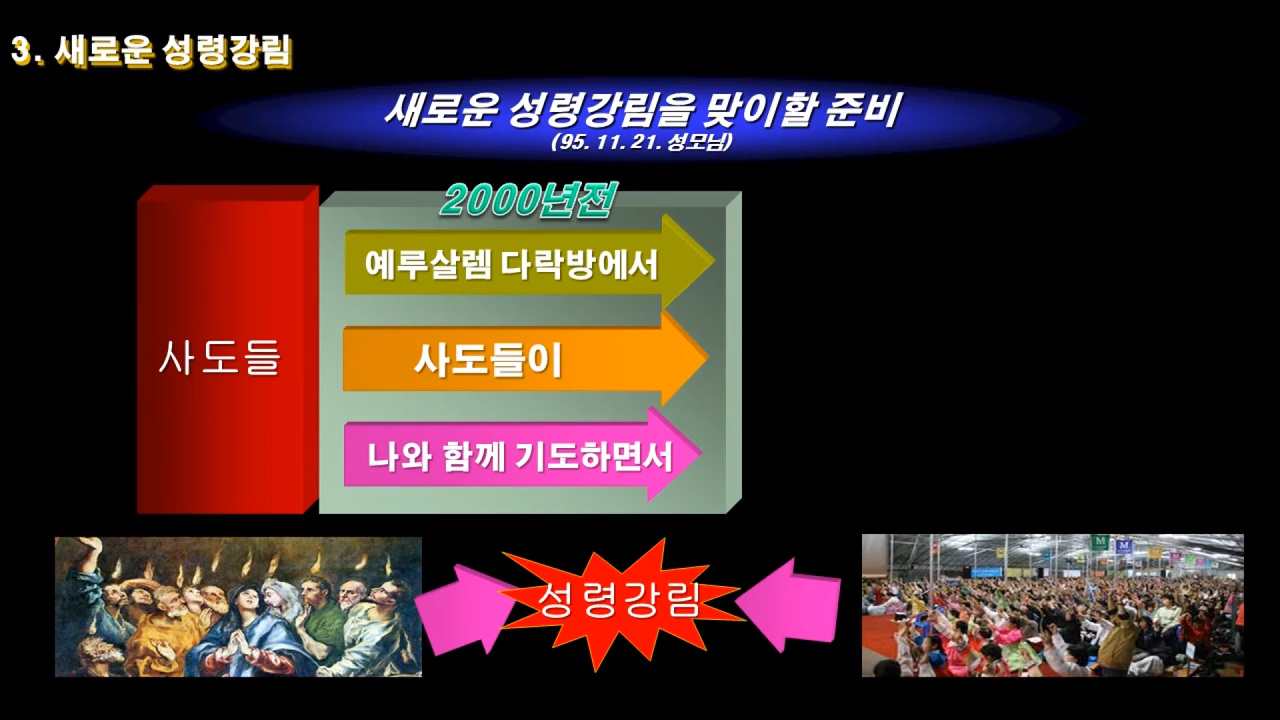 3. 새로운 성령강림
새로운 성령강림을 맞이할 준비
(95. 11. 21. 성모님)
2000년전
예루살렘 다락방에서
사도들
사도들이
나와 함께 기도하면서
성령강림
M
M